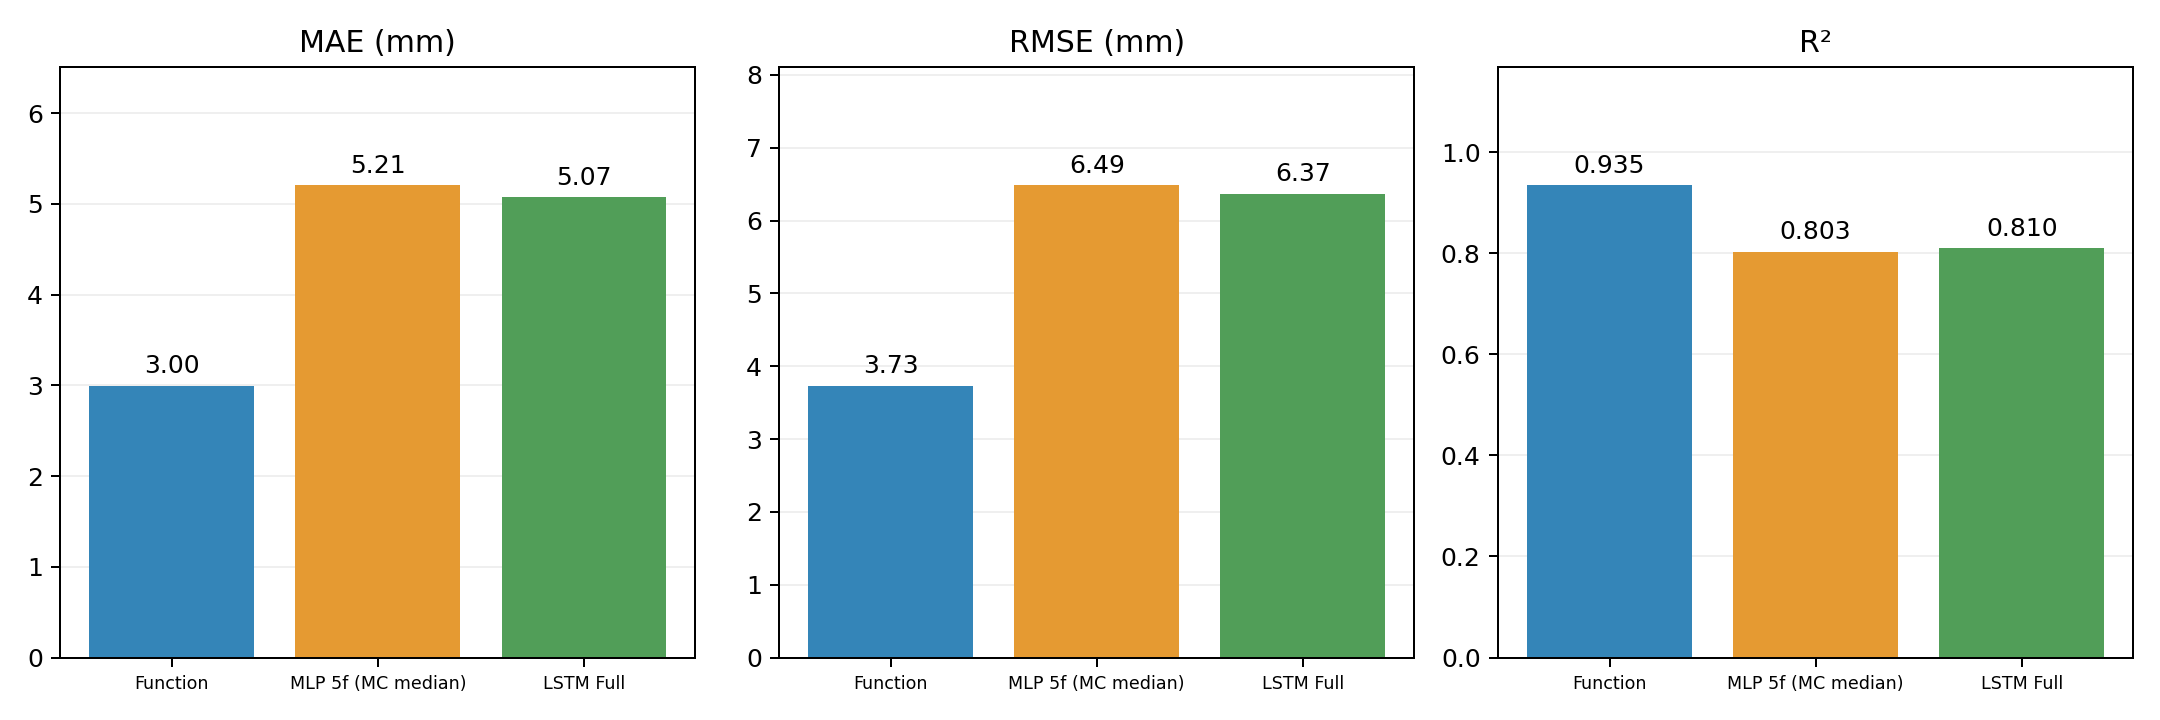 MAE (mm)
6
5
4
3
2
1
0
3.00
5.21
5.07
Function
MLP 5f (MC median)
LSTM Full
RMSE (mm)
8
7
6
5
4
3
2
1
0
3.73
6.49
6.37
Function
MLP 5f (MC median)
LSTM Full
R²
1.0
0.8
0.6
0.4
0.2
0.0
0.935
0.803
0.810
Function
MLP 5f (MC median)
LSTM Full